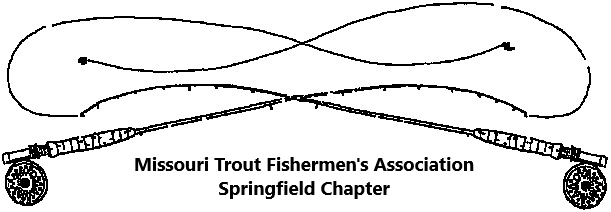 Missouri Trout Fishermen's Association
Springfield Chapter